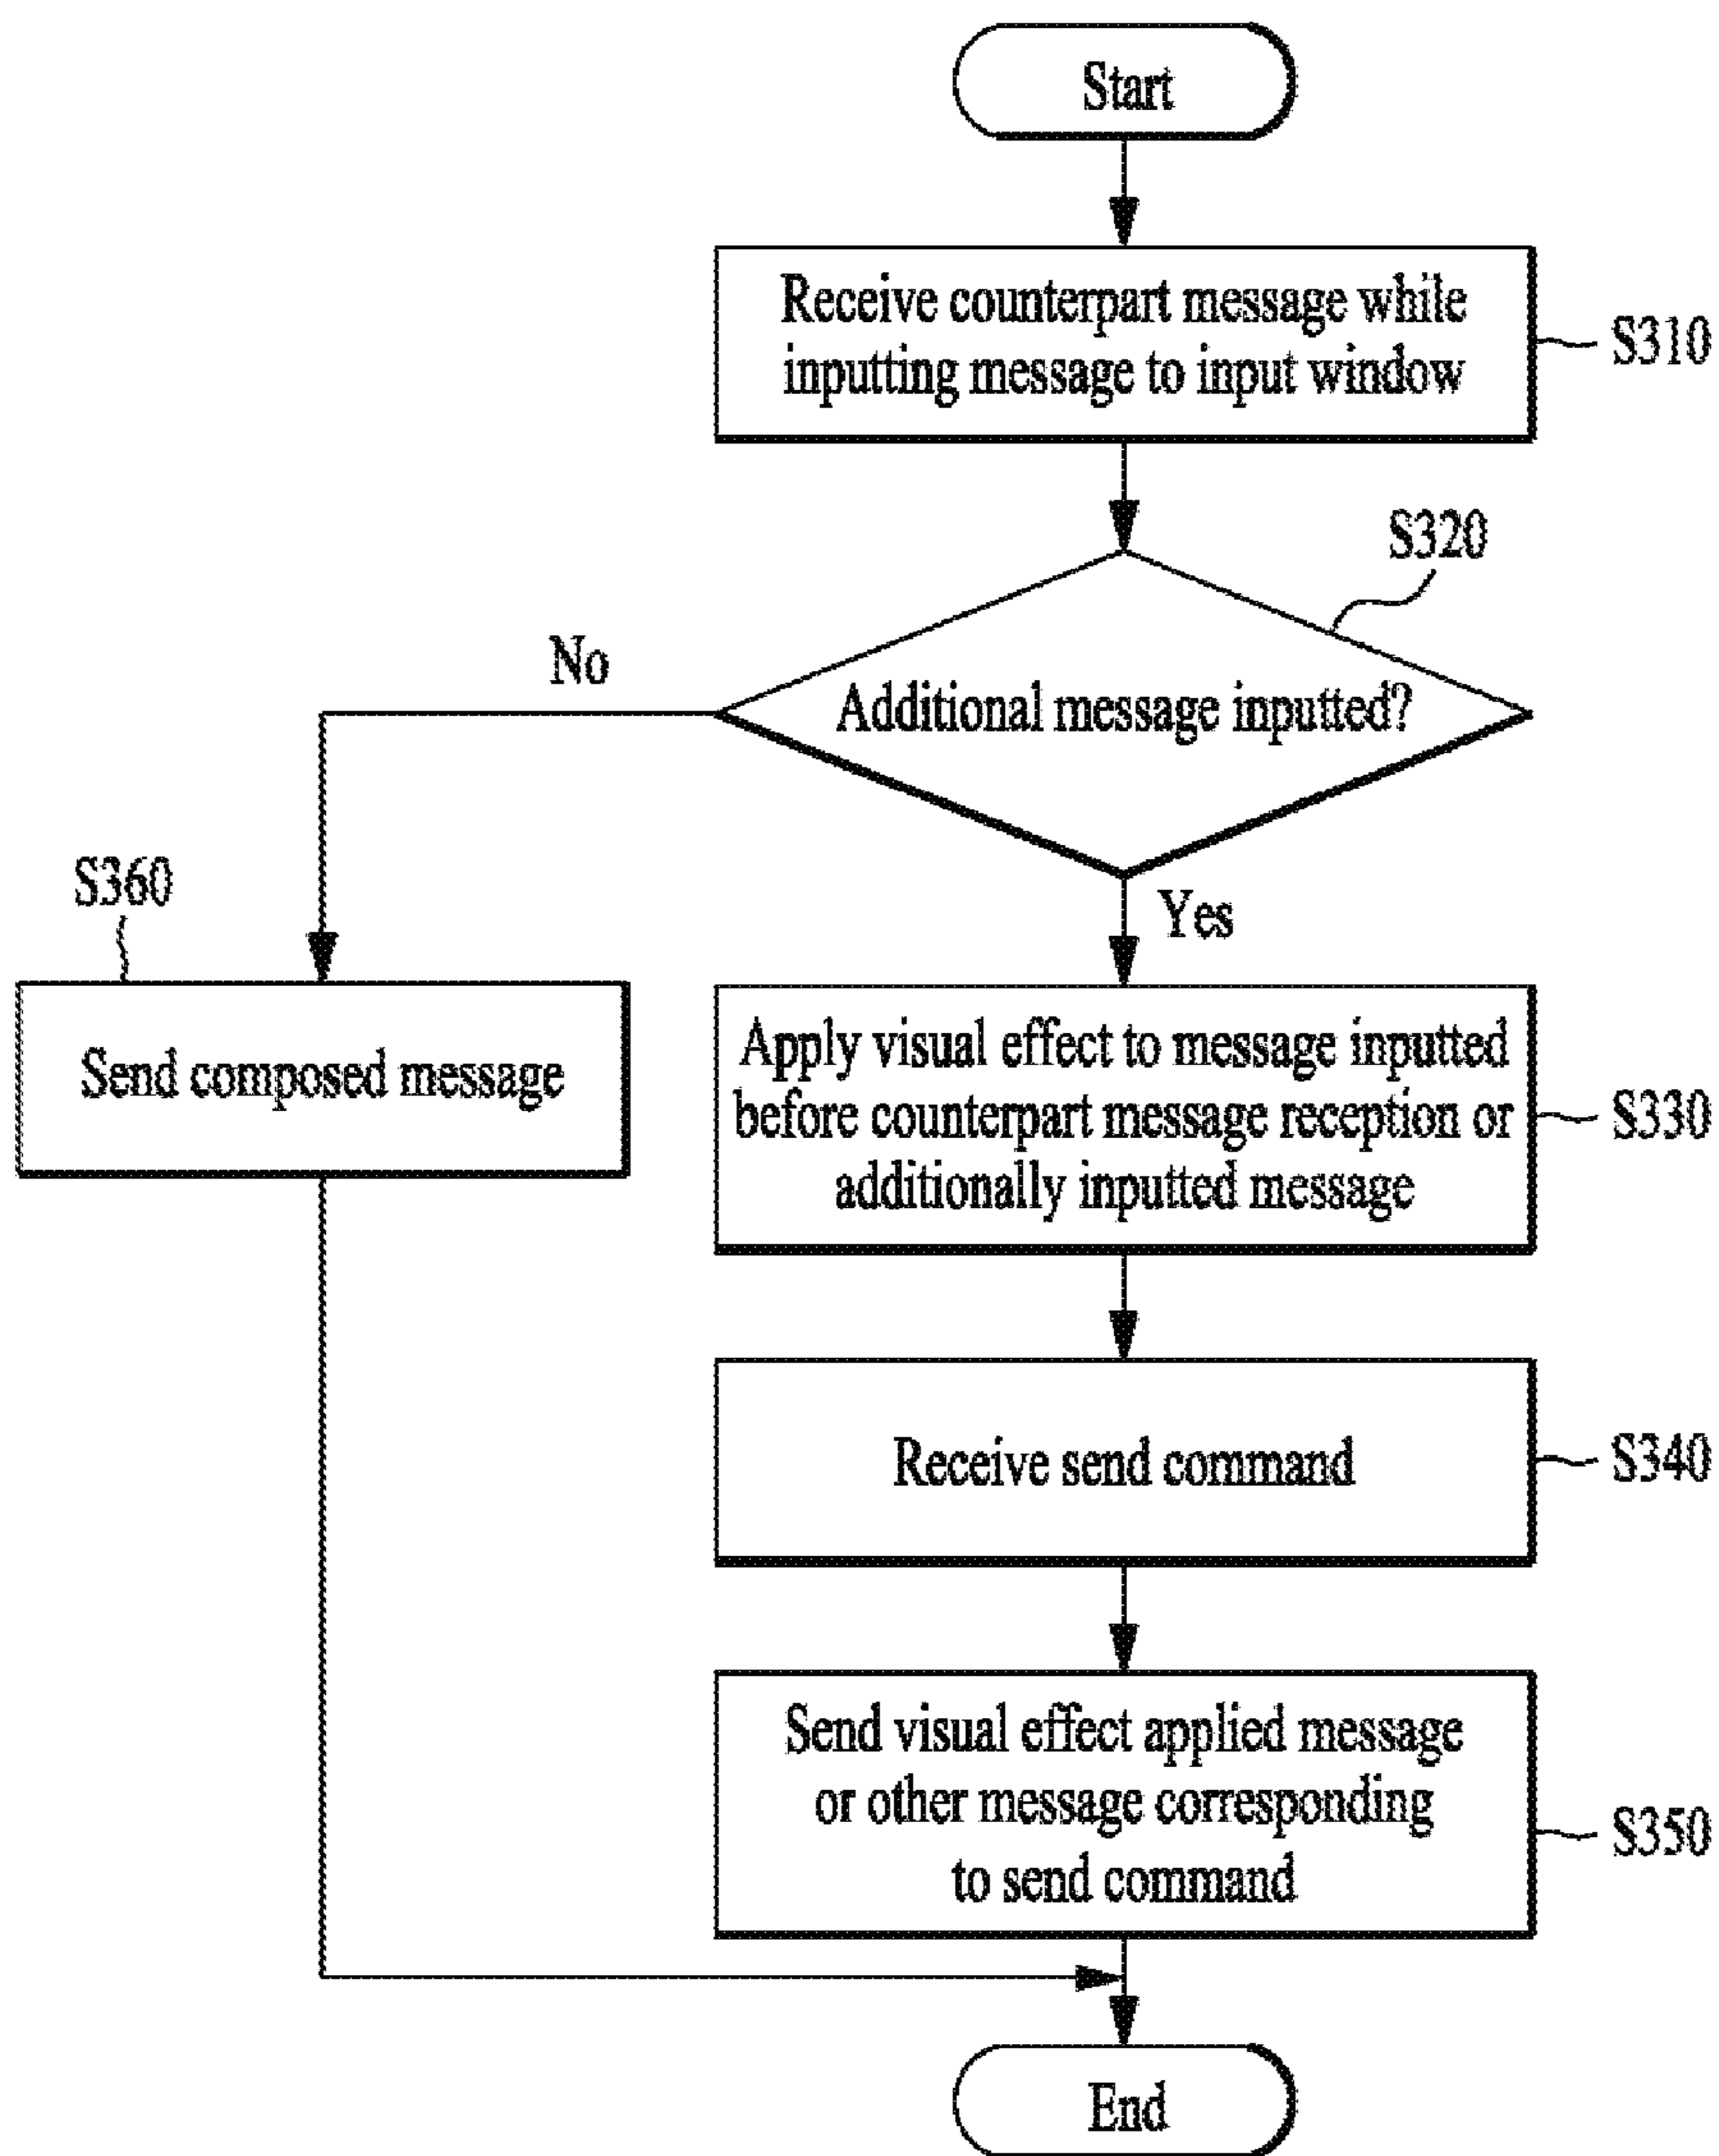 Start
Receive counterpart message while
inputting message to input window
S310
S320
No
Additional message inputted?
S360
Yes
Send composed message
Apply visual effect to message inputted
before counterpart message reception or
additionally inputted message
S330
Receive send command
S340
Send visual effect applied message
or other message corresponding
to send command
S350
End